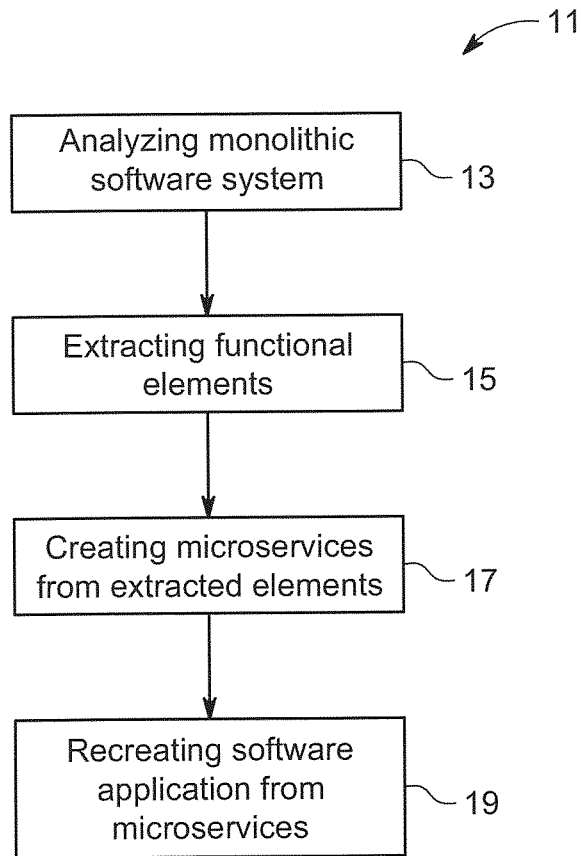 11
Analyzing monolithic
software system
13
Extracting functional
elements
15
Creating microservices
from extracted elements
17
Recreating software
application from
microservices
19